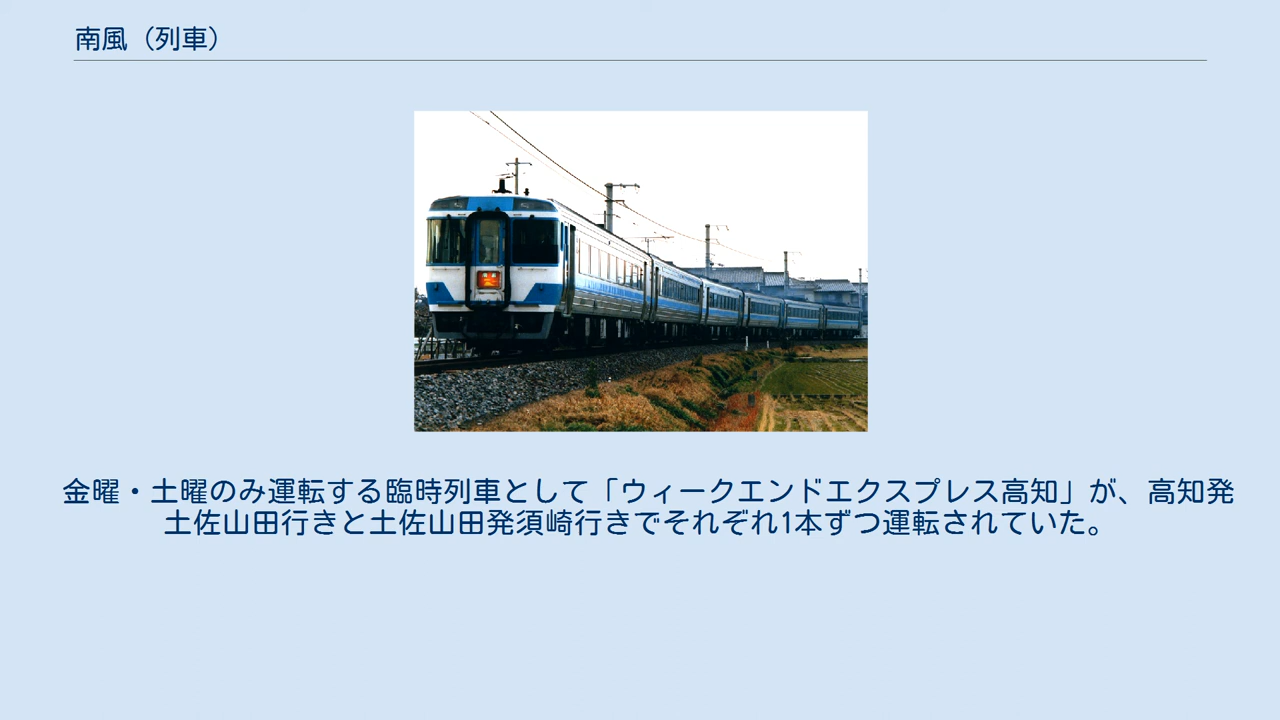 南風（列車）
金曜・土曜のみ運転する臨時列車として「ウィークエンドエクスプレス高知」が、高知発
土佐山田行きと土佐山田発須崎行きでそれぞれ1本ずつ運転されていた。